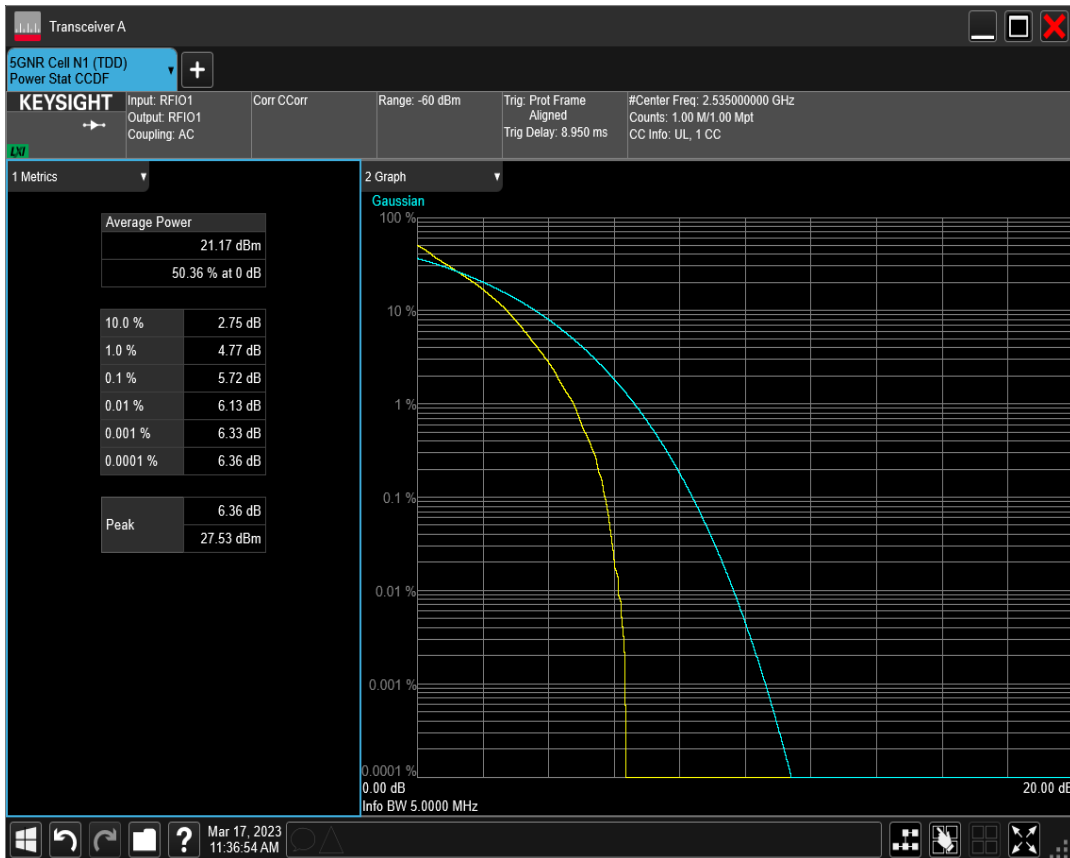 Transceiver A
5GNR Cell N1 (TDD)
Power Stat CCDF
+
KEYSIGHT
LXI
Input: RFIO1
Output: RFIO1
Coupling: AC
Corr CCorr
Range: -60 dBm
Trig: Prot Frame
Aligned
Trig Delay: 8.950 ms
#Center Freq: 2.535000000 GHz
Counts: 1.00 M/1.00 Mpt
CC Info: UL, 1 CC
1 Metrics
Average Power
21.17 dBm
50.36 % at 0 dB
10.0 % 2.75 dB
1.0 % 4.77 dB
0.1 % 5.72 dB
0.01 % 6.13 dB
0.001 % 6.33 dB
0.0001 % 6.36 dB
Peak
6.36 dB
27.53 dBm
2 Graph
Gaussian
100 %
10 %
1 %
0.1 %
0.01 %
0.001 %
0.0001 %
0.00 dB 20.00 dB
Info BW 5.0000 MHz
?
Mar 17, 2023
11:36:54 AM